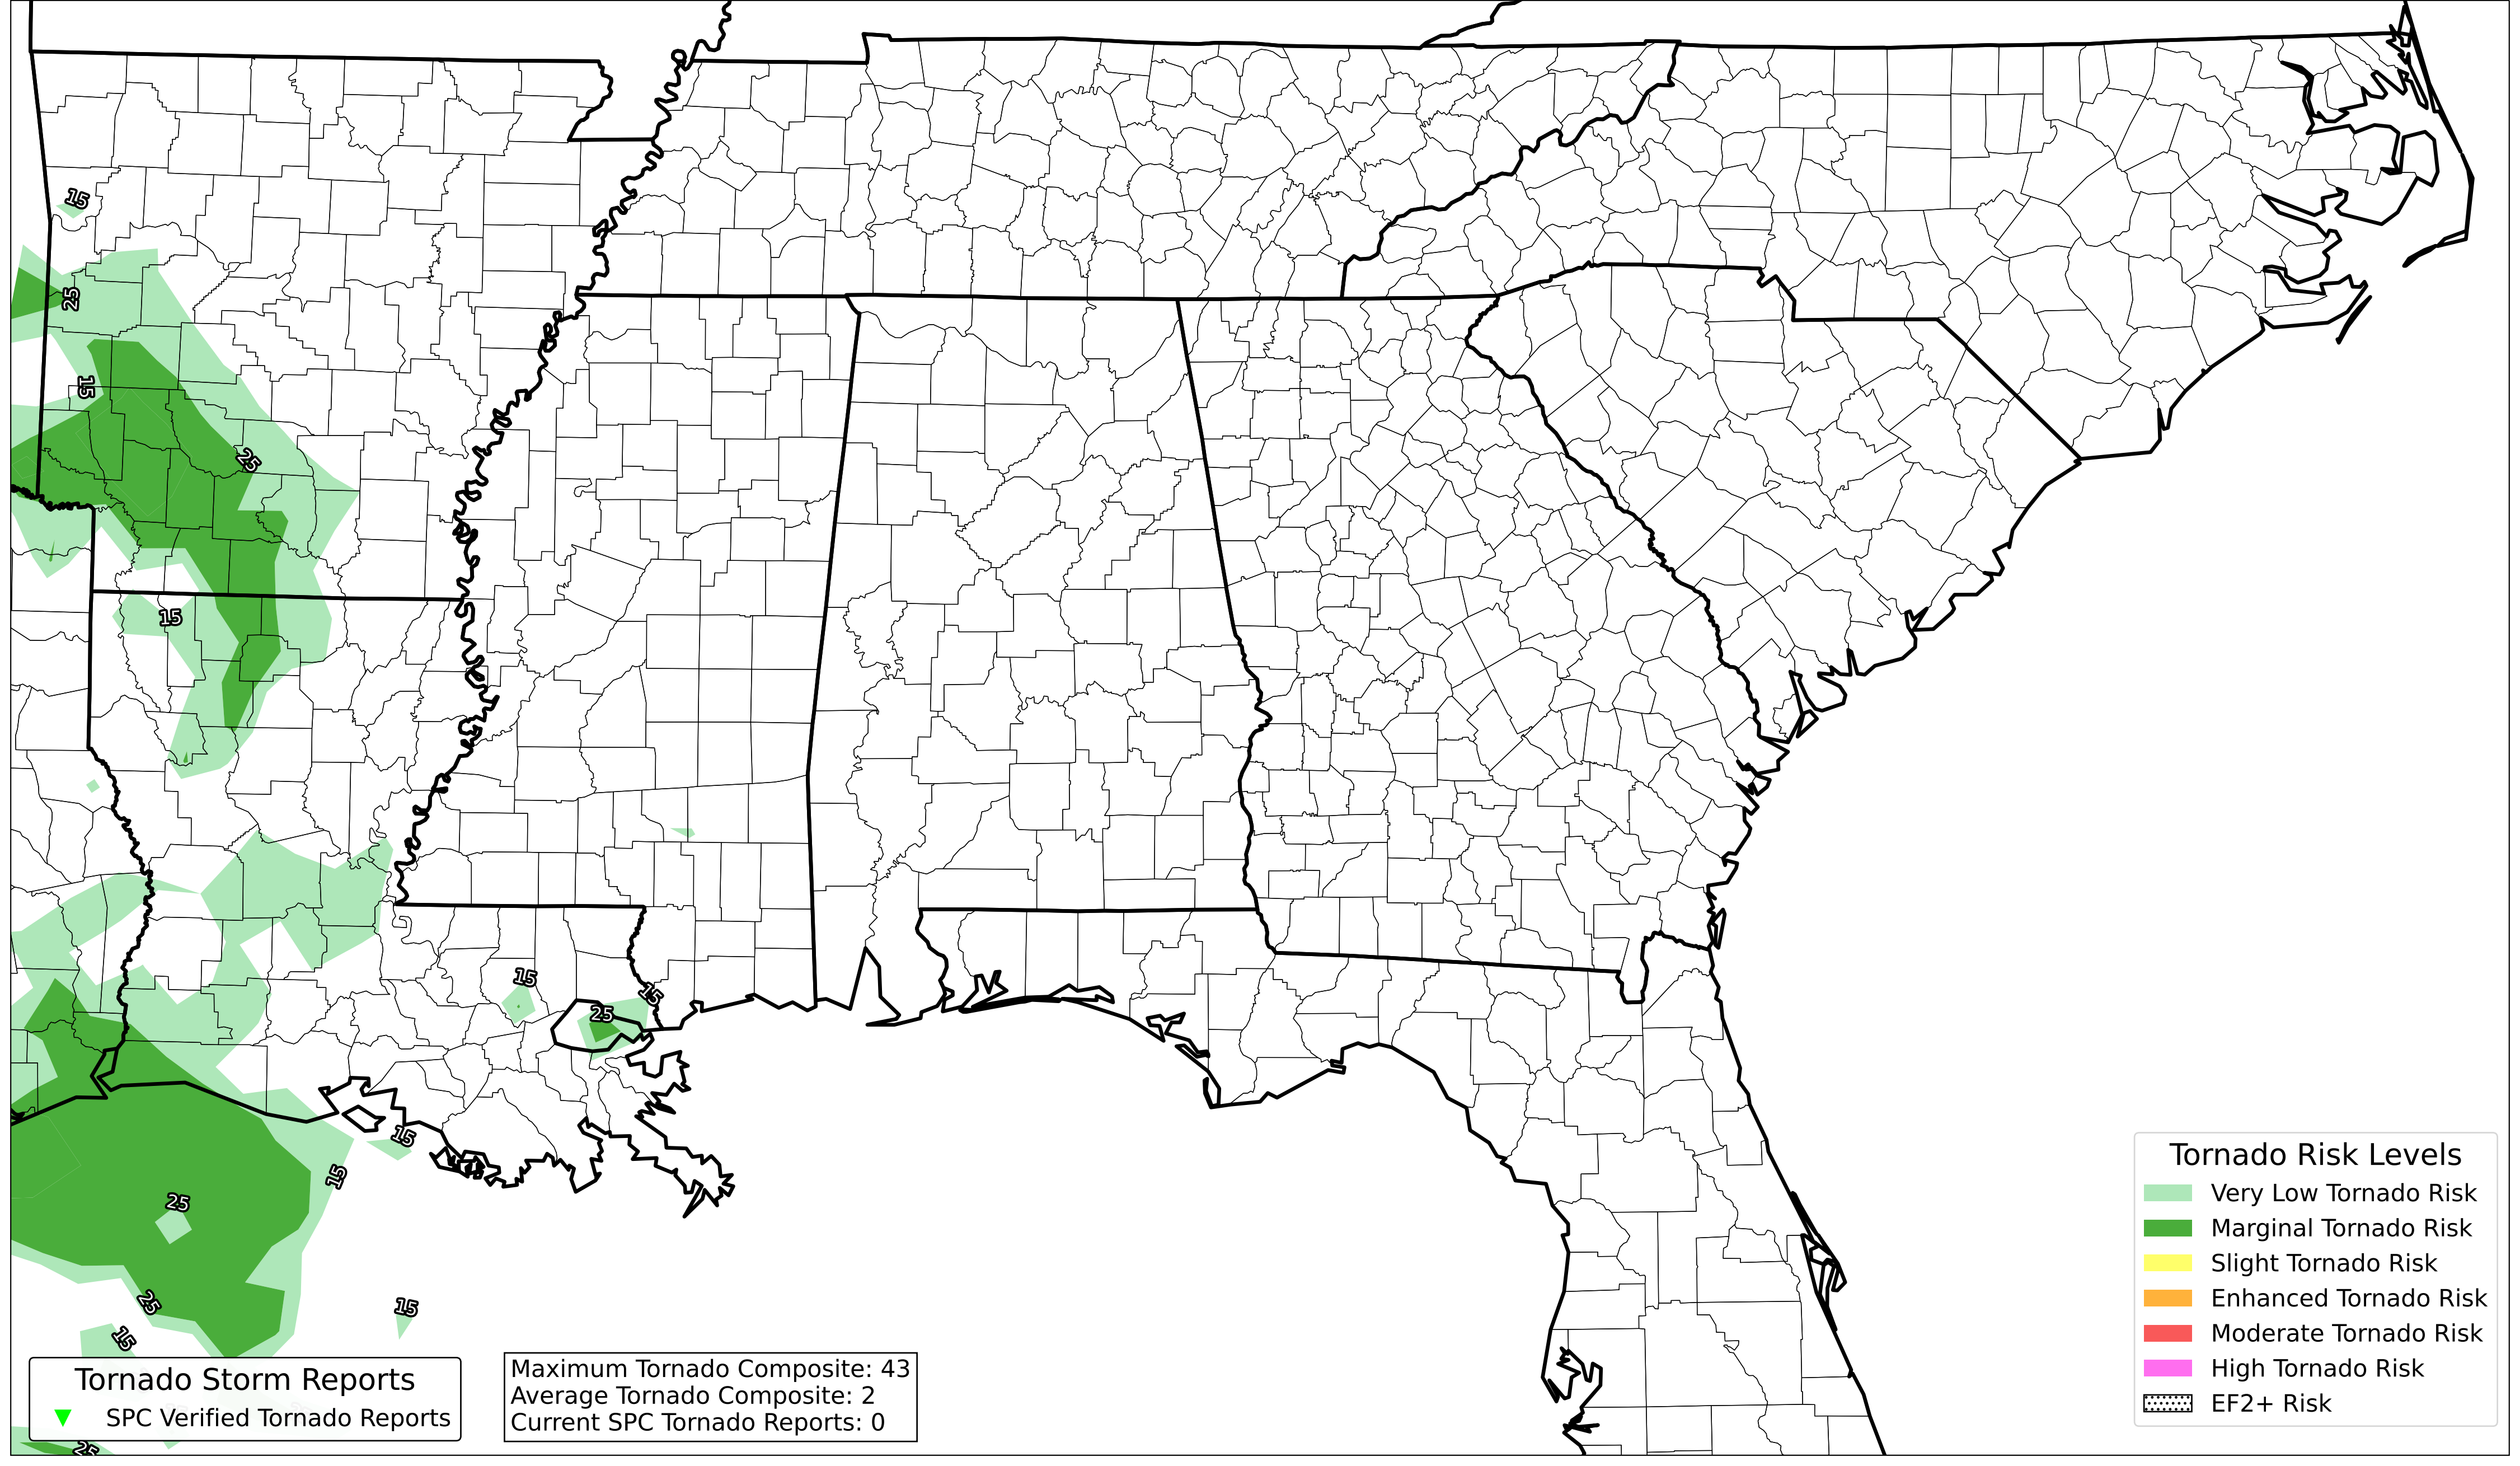 15
25
15
25
15
15
15
25
15
15
25
15
25
15
25
Tornado Storm Reports
SPC Verified Tornado Reports
Maximum Tornado Composite: 43
Average Tornado Composite: 2
Current SPC Tornado Reports: 0
Tornado Risk Levels
Very Low Tornado Risk
Marginal Tornado Risk
Slight Tornado Risk
Enhanced Tornado Risk
Moderate Tornado Risk
High Tornado Risk
EF2+ Risk